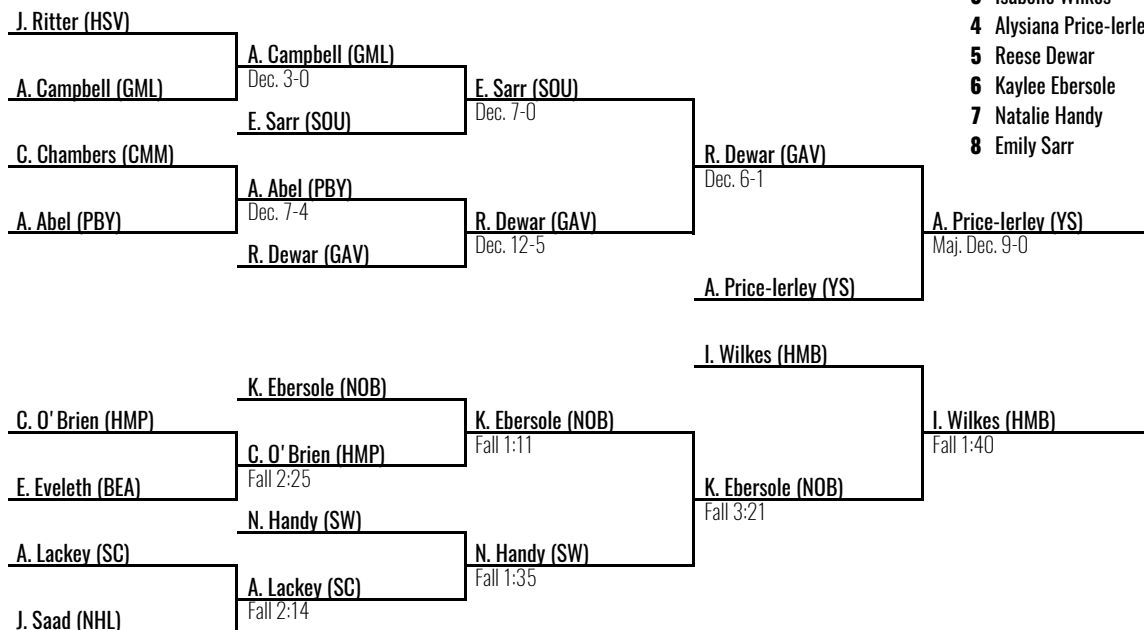 3 Isabelle Wilkes
4 Alysiana Price-Ierle
5 Reese Dewar
6 Kaylee Ebersole
7 Natalie Handy
8 Emily Sarr
J. Ritter (HSV)
A. Campbell (GML)
Dec. 3-0
A. Campbell (GML)
E. Sarr (SOU)
Dec. 7-0
E. Sarr (SOU)
C. Chambers (CMM)
R. Dewar (GAV)
Dec. 6-1
A. Abel (PBY)
Dec. 7-4
A. Abel (PBY)
R. Dewar (GAV)
Dec. 12-5
A. Price-Ierley (YS)
Maj. Dec. 9-0
R. Dewar (GAV)
A. Price-Ierley (YS)
I. Wilkes (HMB)
K. Ebersole (NOB)
C. O'Brien (HMP)
K. Ebersole (NOB)
Fall 1:11
I. Wilkes (HMB)
Fall 1:40
C. O'Brien (HMP)
Fall 2:25
E. Eveleth (BEA)
K. Ebersole (NOB)
Fall 3:21
N. Handy (SW)
A. Lackey (SC)
N. Handy (SW)
Fall 1:35
A. Lackey (SC)
Fall 2:14
J. Saad (NHL)